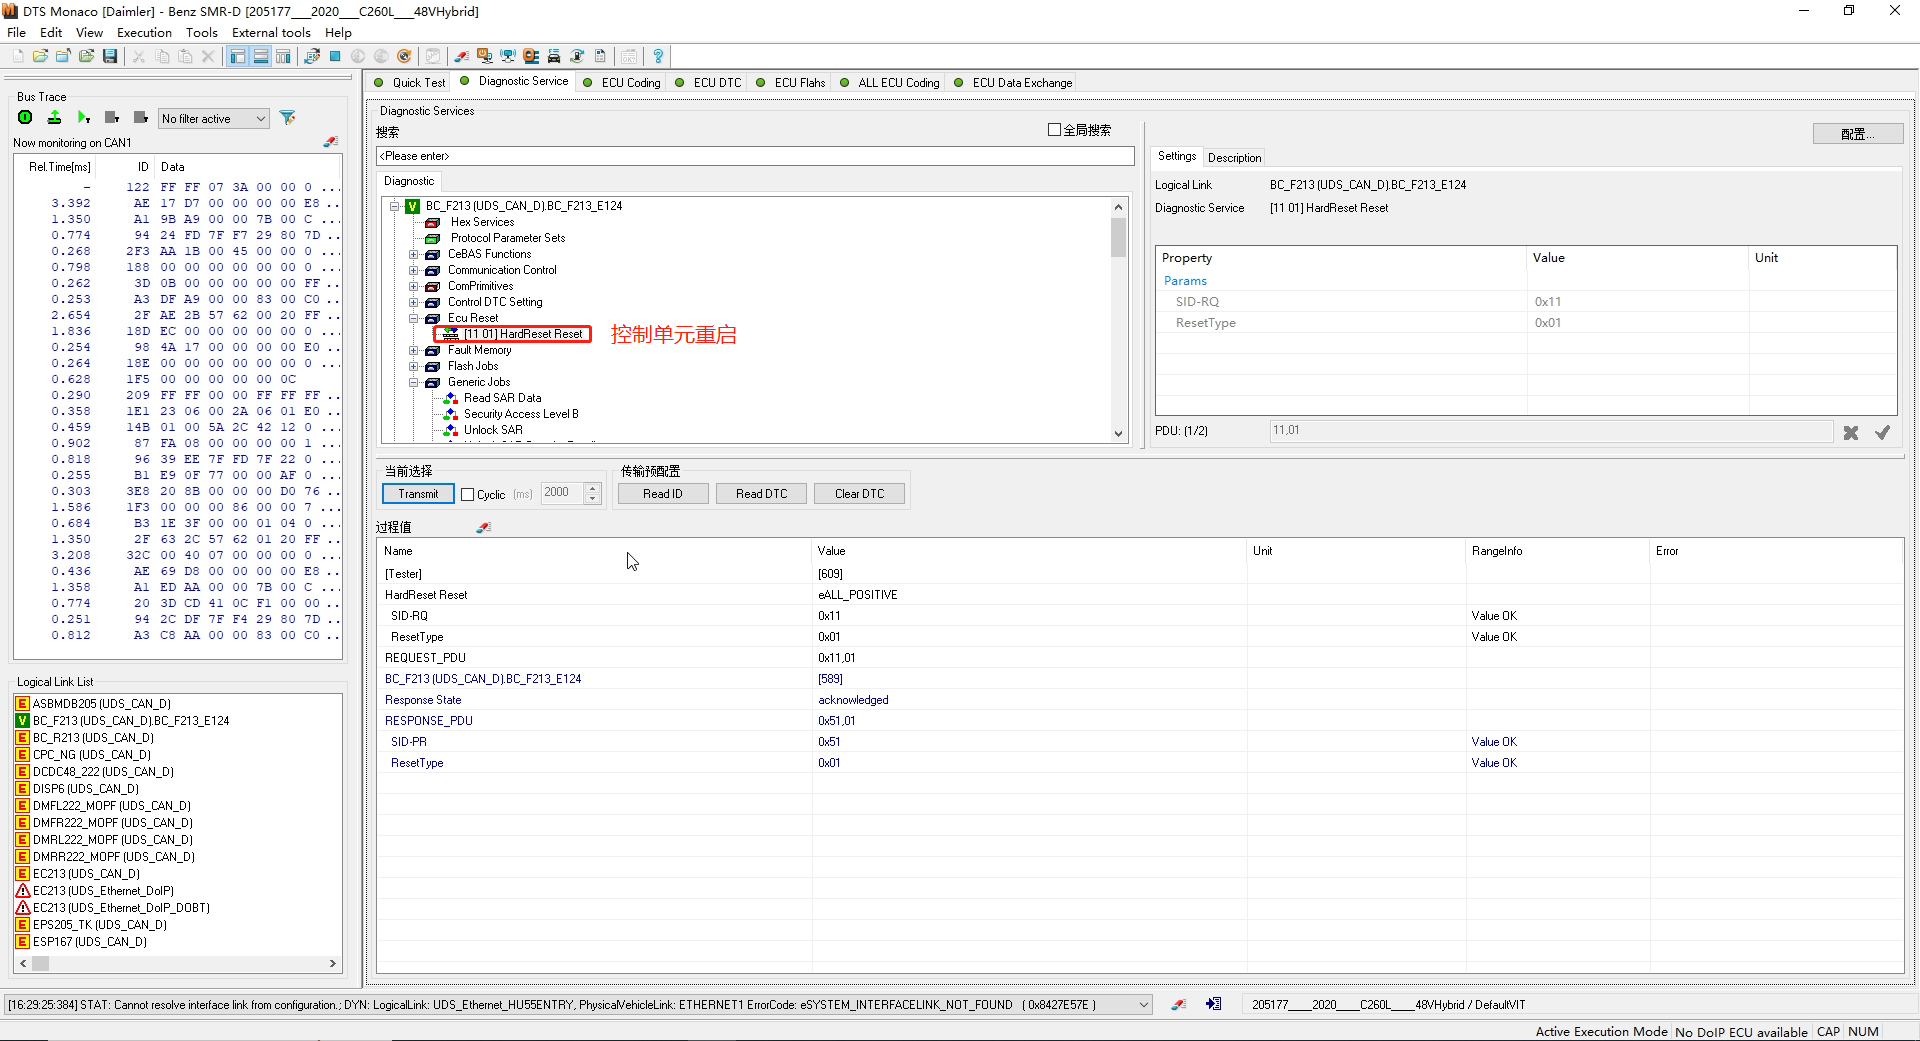 DTS Monaco [Daimler] - Benz SMR-D [205177___2020___C260L___48VHybrid]
File Edit View Execution Tools External tools Help
Quick Test Diagnostic Service ECU Coding ECU DTC ECU Flahs ALL ECU Coding ECU Data Exchange
Bus Trace
No filter active
Now monitoring on CAN1
Rel.Time[ms] ID Data
– 122 FF FF 07 3A 00 00 0 ...
3.392 AE 17 D7 00 00 00 00 E8 ..
1.350 A1 9B A9 00 00 7B 00 C ...
0.774 94 24 FD 7F F7 29 80 7D ..
0.268 2F3 AA 1B 00 45 00 00 0 ...
0.798 188 00 00 00 00 00 00 0 ...
0.262 3D 0B 00 00 00 00 00 FF ..
0.253 A3 DF A9 00 00 83 00 C0 ..
2.654 2F AE 2B 57 62 00 20 FF ..
1.836 18D EC 00 00 00 00 00 0 ...
0.254 98 4A 17 00 00 00 00 E0 ..
0.264 18E 00 00 00 00 00 00 0 ...
0.628 1F5 00 00 00 00 00 0C
0.290 209 FF FF 00 00 FF FF FF ..
0.358 1E1 23 06 00 2A 06 01 E0 ..
0.459 14B 01 00 5A 2C 42 12 0 ...
0.902 87 FA 08 00 00 00 00 1 ...
0.818 96 39 EE 7F FD 7F 22 0 ...
0.255 B1 E9 0F 77 00 00 AF 0 ...
0.303 3E8 20 8B 00 00 00 D0 76 ..
1.586 1F3 00 00 00 86 00 00 7 ...
0.684 B3 1E 3F 00 00 01 04 0 ...
1.350 2F 63 2C 57 62 01 20 FF ..
3.208 32C 00 40 07 00 00 00 0 ...
0.436 AE 69 D8 00 00 00 00 E8 ..
1.358 A1 ED AA 00 00 7B 00 C ...
0.774 20 3D CD 41 0C F1 00 00 ..
0.251 94 2C DF 7F F4 29 80 7D ..
0.812 A3 C8 AA 00 00 83 00 C0 ..
Logical Link List
E ASBMDB205 (UDS_CAN_D)
V BC_F213 (UDS_CAN_D).BC_F213_E124
E BC_R213 (UDS_CAN_D)
E CPC_NG (UDS_CAN_D)
E DCDC48_222 (UDS_CAN_D)
E DISP6 (UDS_CAN_D)
E DMFL222_MOPF (UDS_CAN_D)
E DMFR222_MOPF (UDS_CAN_D)
E DMRL222_MOPF (UDS_CAN_D)
E DMRR222_MOPF (UDS_CAN_D)
E EC213 (UDS_CAN_D)
EC213 (UDS_Ethernet_DoIP)
EC213 (UDS_Ethernet_DoIP_DOBT)
E EPS205_TK (UDS_CAN_D)
E ESP167 (UDS_CAN_D)
Diagnostic Services
搜索
全局搜索
<Please enter>
Diagnostic
V BC_F213 (UDS_CAN_D).BC_F213_E124
Hex Services
Protocol Parameter Sets
CeBAS Functions
Communication Control
ComPrimitives
Control DTC Setting
Ecu Reset
[11 01] HardReset Reset
控制单元重启
Fault Memory
Flash Jobs
Generic Jobs
Read SAR Data
Security Access Level B
Unlock SAR
配置...
Settings Description
Logical Link BC_F213 (UDS_CAN_D).BC_F213_E124
Diagnostic Service [11 01] HardReset Reset
Property Value Unit
Params
SID-RQ 0x11
ResetType 0x01
PDU: (1/2) 11,01
当前选择
Transmit Cyclic (ms) 2000
传输预配置
Read ID Read DTC Clear DTC
过程值
Name Value Unit RangeInfo Error
[Tester] [609]
HardReset Reset eALL_POSITIVE
SID-RQ 0x11 Value OK
ResetType 0x01 Value OK
REQUEST_PDU 0x11,01
BC_F213 (UDS_CAN_D).BC_F213_E124 [589]
Response State acknowledged
RESPONSE_PDU 0x51,01
SID-PR 0x51 Value OK
ResetType 0x01 Value OK
[16:29:25:384] STAT: Cannot resolve interface link from configuration.; DYN: LogicalLink: UDS_Ethernet_HU55ENTRY, PhysicalVehicleLink: ETHERNET1 ErrorCode: eSYSTEM_INTERFACELINK_NOT_FOUND ( 0x8427E57E )
205177____2020____C260L____48VHybrid / DefaultVIT
Active Execution Mode No DoIP ECU available CAP NUM